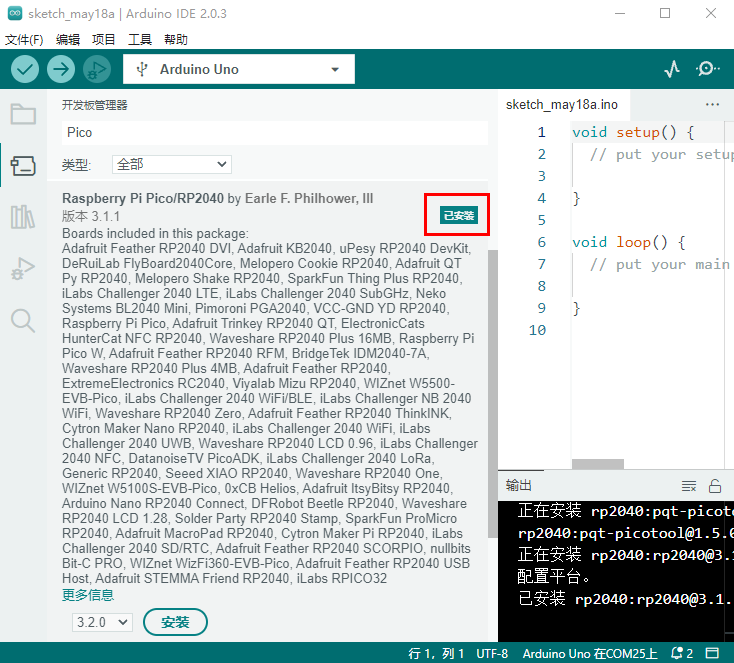 sketch_may18a | Arduino IDE 2.0.3
文件(F) 编辑 项目 工具 帮助
Arduino Uno
开发板管理器
Pico
类型: 全部
Raspberry Pi Pico/RP2040 by Earle F. Philhower, III
版本 3.1.1
已安装
Boards included in this package:
Adafruit Feather RP2040 DVI, Adafruit KB2040, uPesy RP2040 DevKit,
DeRuiLab FlyBoard2040Core, Melopero Cookie RP2040, Adafruit QT
Py RP2040, Melopero Shake RP2040, SparkFun Thing Plus RP2040,
iLabs Challenger 2040 LTE, iLabs Challenger 2040 SubGHz, Neko
Systems BL2040 Mini, Pimoroni PGA2040, VCC-GND YD RP2040,
Raspberry Pi Pico, Adafruit Trinkey RP2040 QT, ElectronicCats
HunterCat NFC RP2040, Waveshare RP2040 Plus 16MB, Raspberry Pi
Pico W, Adafruit Feather RP2040 RFM, BridgeTek IDM2040-7A,
Waveshare RP2040 Plus 4MB, Adafruit Feather RP2040,
ExtremeElectronics RC2040, Viyalab Mizu RP2040, WIZnet W5500-
EVB-Pico, iLabs Challenger 2040 WiFi/BLE, iLabs Challenger NB 2040
WiFi, Waveshare RP2040 Zero, Adafruit Feather RP2040 ThinkINK,
Cytron Maker Nano RP2040, iLabs Challenger 2040 WiFi, iLabs
Challenger 2040 UWB, Waveshare RP2040 LCD 0.96, iLabs Challenger
2040 NFC, DatanoiseTV PicoADK, iLabs Challenger 2040 LoRa,
Generic RP2040, Seeed XIAO RP2040, Waveshare RP2040 One,
WIZnet W5100S-EVB-Pico, 0xCB Helios, Adafruit ItsyBitsy RP2040,
Arduino Nano RP2040 Connect, DFRobot Beetle RP2040, Waveshare
RP2040 LCD 1.28, Solder Party RP2040 Stamp, SparkFun ProMicro
RP2040, Adafruit MacroPad RP2040, Cytron Maker Pi RP2040, iLabs
Challenger 2040 SD/RTC, Adafruit Feather RP2040 SCORPIO, nullbits
Bit-C PRO, WIZnet WizFi360-EVB-Pico, Adafruit Feather RP2040 USB
Host, Adafruit STEMMA Friend RP2040, iLabs RPICO32
更多信息
3.2.0 安装
sketch_may18a.ino
1 void setup() {
2 // put your setup
3
4 }
5
6 void loop() {
7 // put your main
8
9 }
10
输出
正在安装 rp2040:pqt-picoto
rp2040:pqt-picotool@1.5.0
正在安装 rp2040:rp2040@3.1
配置平台。
已安装 rp2040:rp2040@3.1.
行 1，列 1 UTF-8 Arduino Uno 在COM25上 2